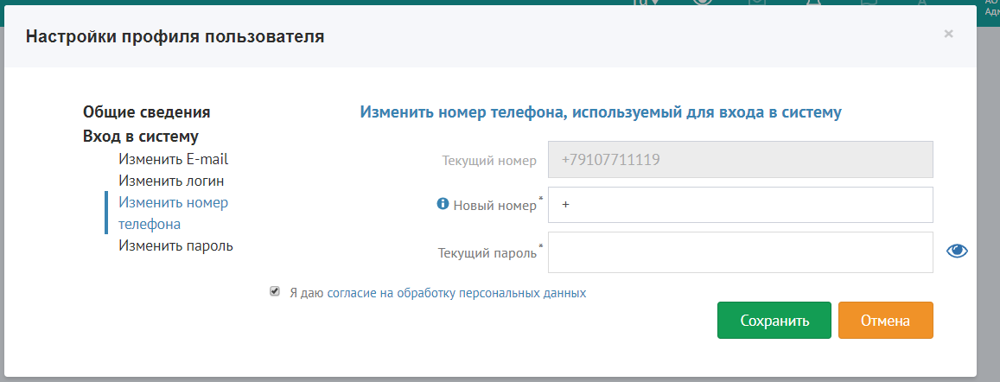 Настройки профиля пользователя
×
Общие сведения
Вход в систему
Изменить E-mail
Изменить логин
Изменить номер
телефона
Изменить пароль
Изменить номер телефона, используемый для входа в систему
Текущий номер +79107711119
Новый номер* +
Текущий пароль*
Я даю согласие на обработку персональных данных
Сохранить Отмена